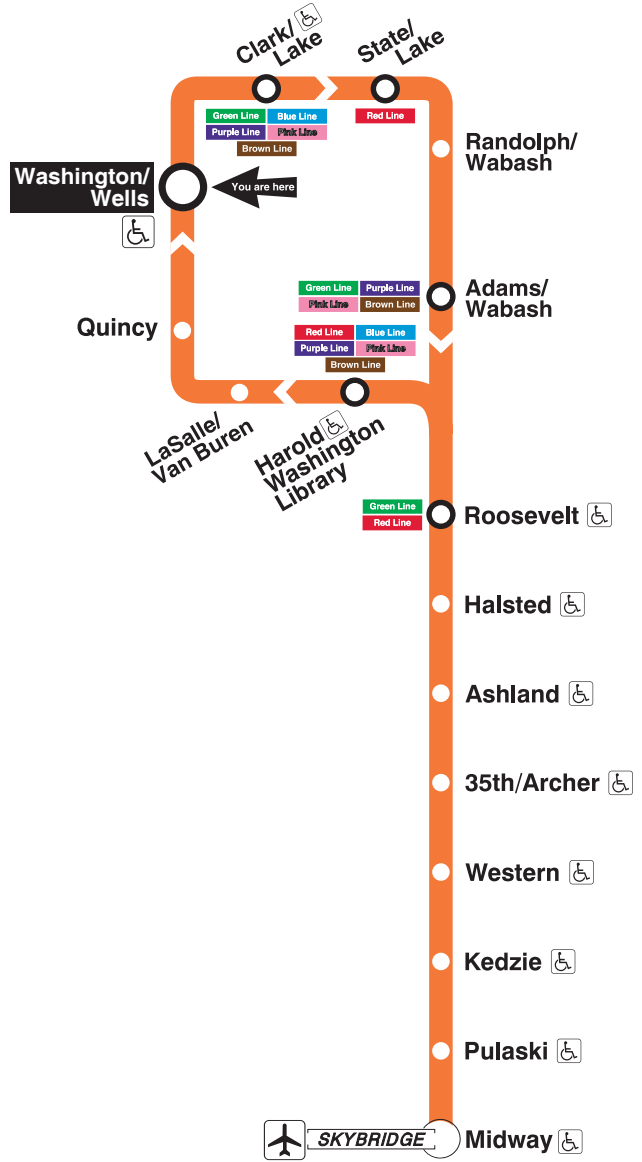 Clark/
Lake
State/
Lake
Green Line
Blue Line
Purple Line
Pink Line
Brown Line
Red Line
Randolph/
Wabash
Washington/
Wells
You are here
Adams/
Wabash
Green Line
Purple Line
Pink Line
Brown Line
Quincy
Red Line
Blue Line
Purple Line
Pink Line
Brown Line
LaSalle/
Van Buren
Harold
Washington
Library
Green Line
Red Line
Roosevelt
Halsted
Ashland
35th/Archer
Western
Kedzie
Pulaski
SKYBRIDGE
Midway